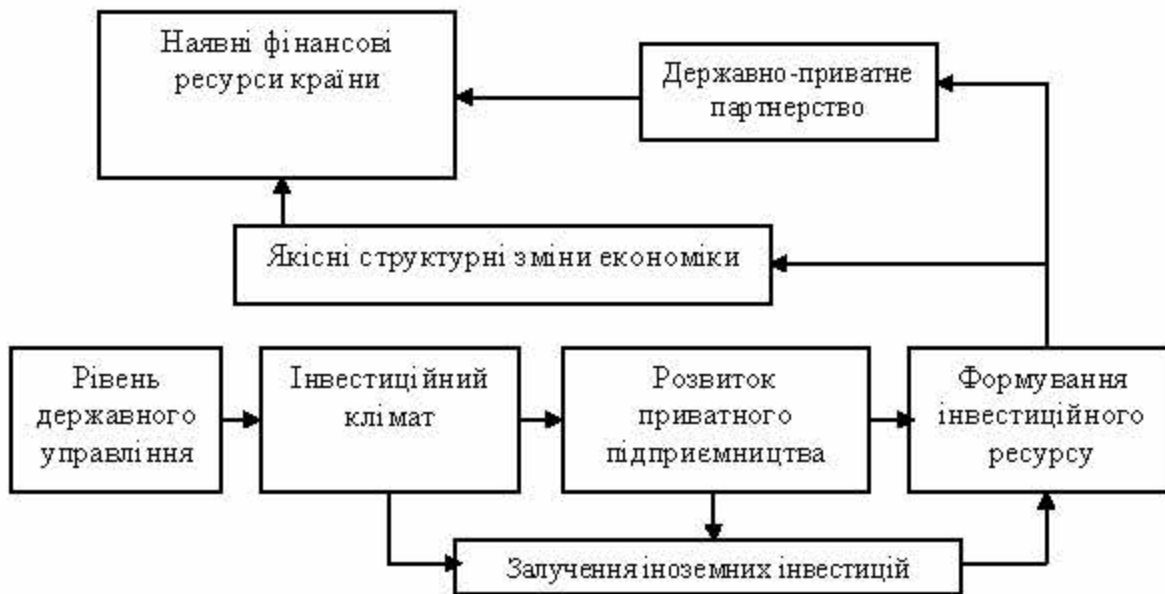 Наявні фінансові
ресурси країни
Державно-приватне
партнерство
Якісні структурні зміни економіки
Рівень
державного
управління
Інвестиційний
клімат
Розвиток
приватного
підприємництва
Формування
інвестиційного
ресурсу
Залучення іноземних інвестицій